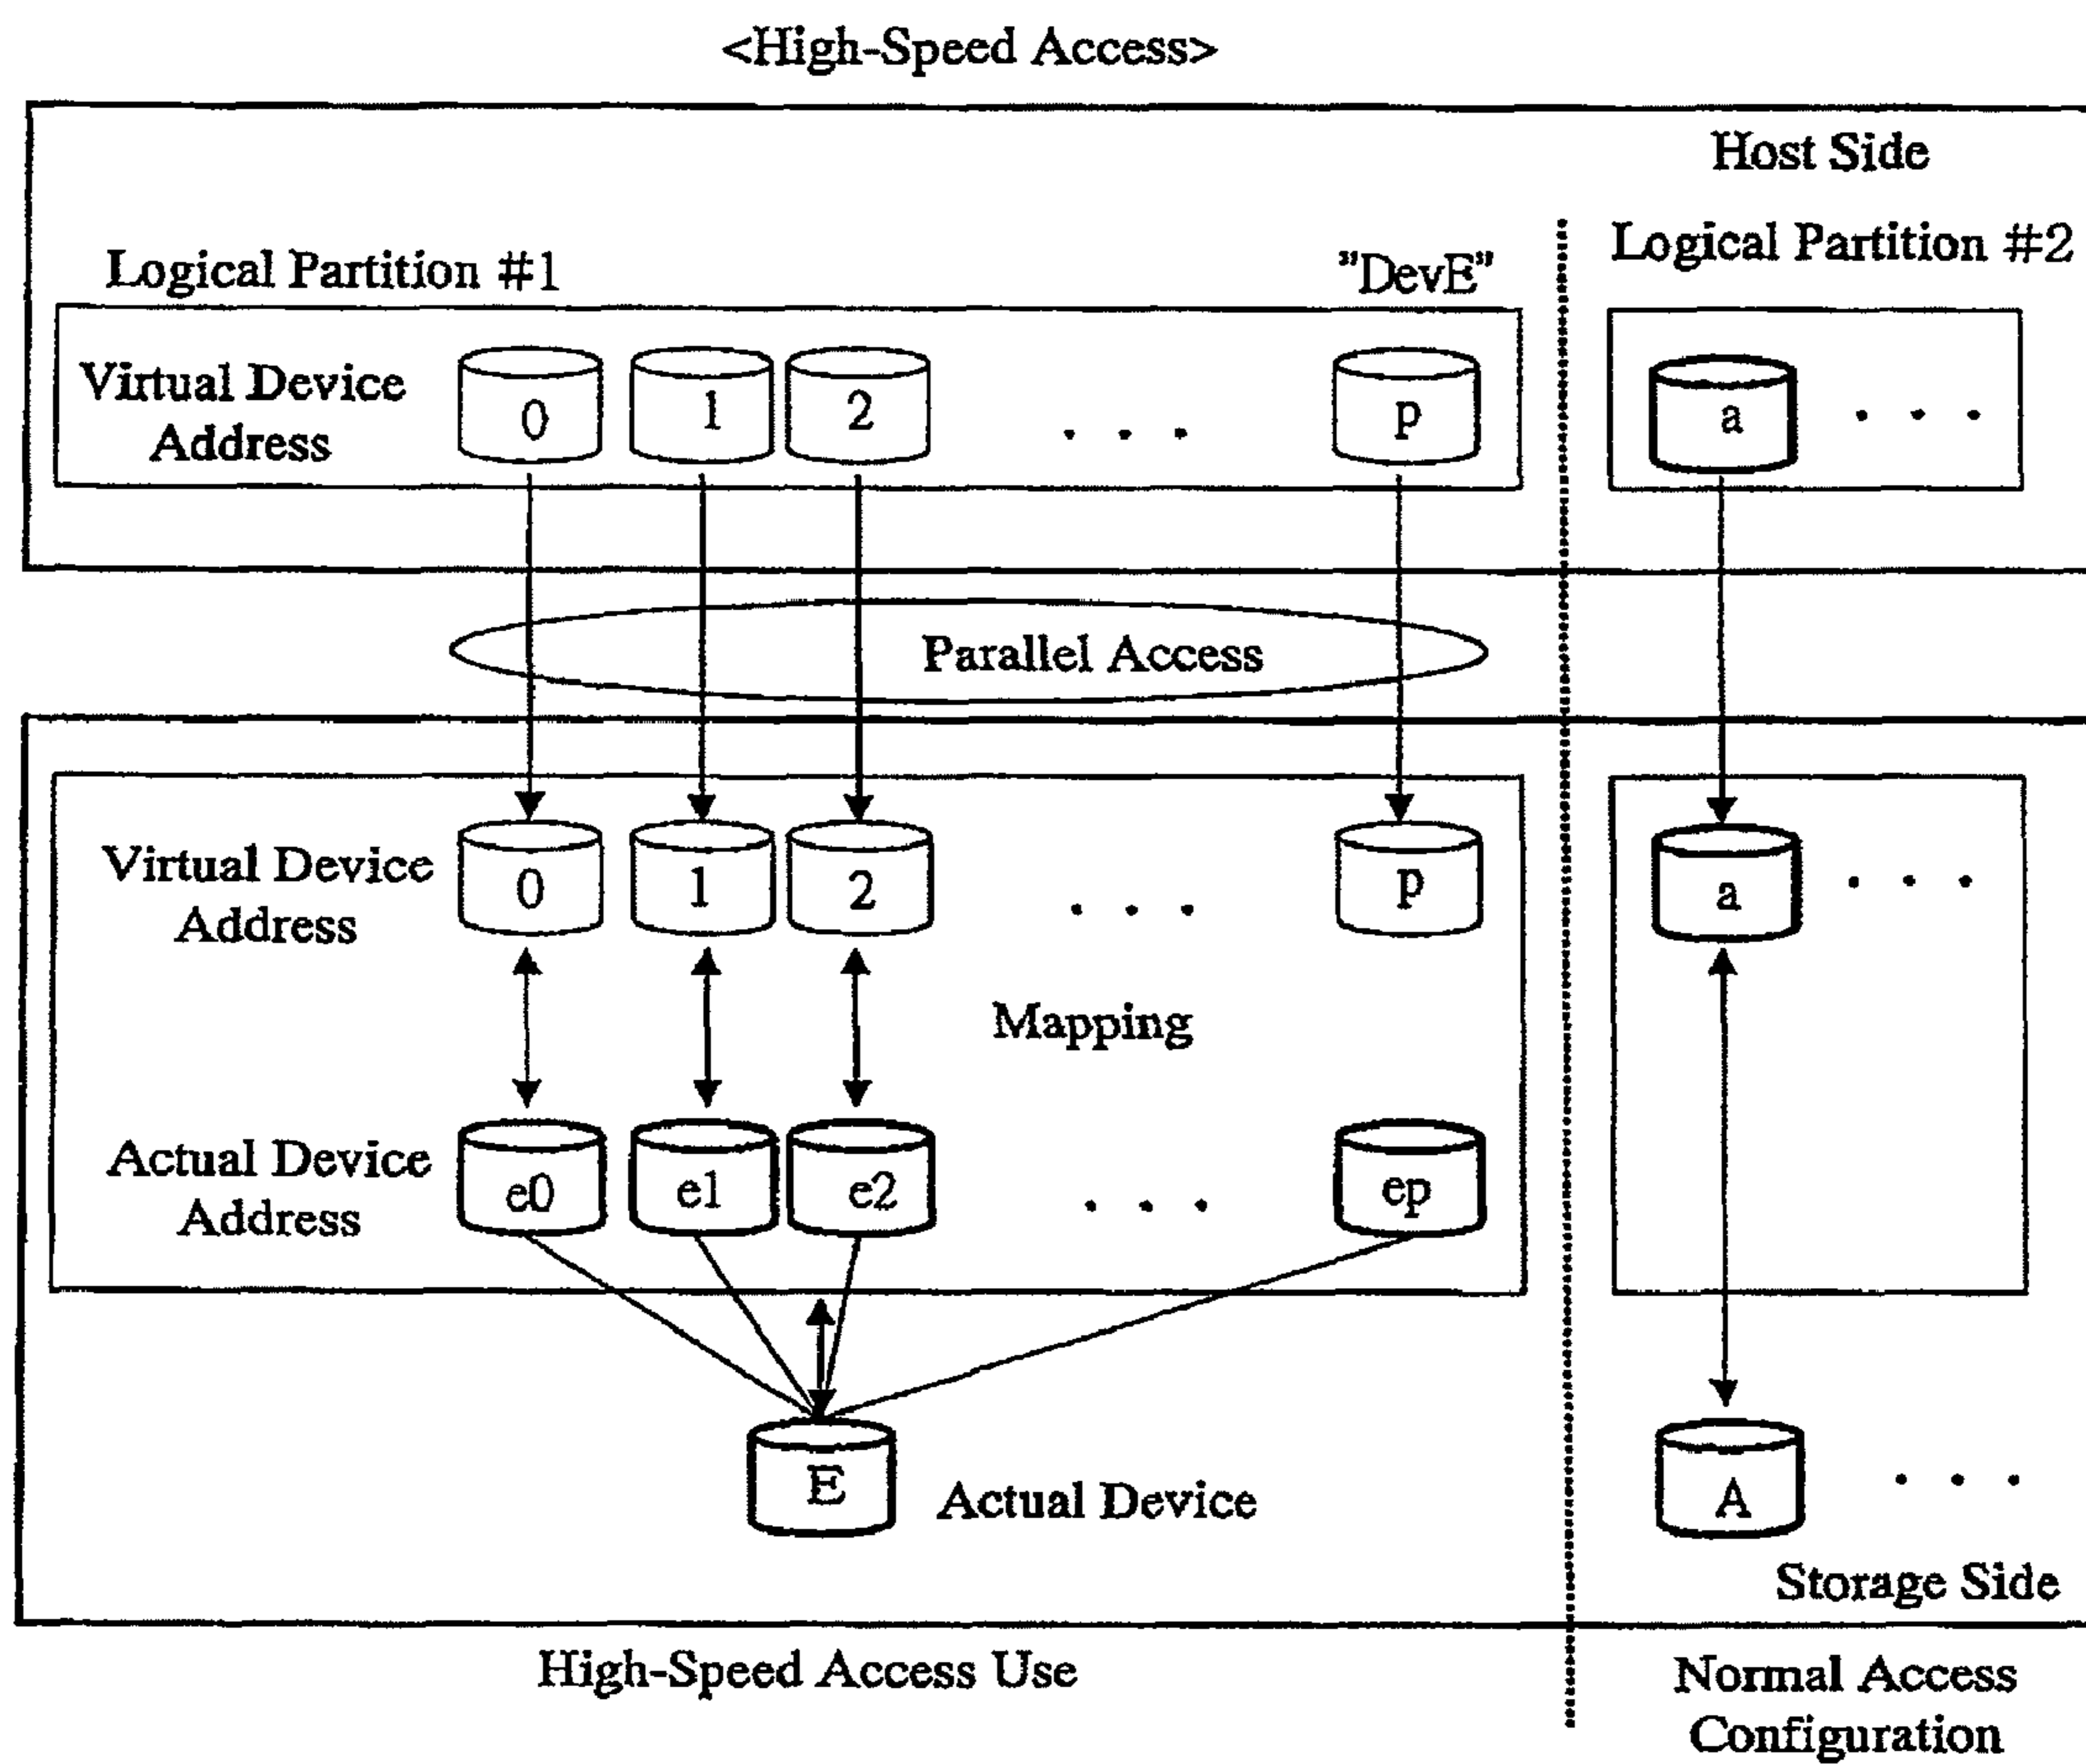 <High-Speed Access>
Host Side
Logical Partition #1
"DevE"
Logical Partition #2
Virtual Device
Address
0
1
2
. . .
p
a
. . .
Parallel Access
Virtual Device
Address
0
1
2
. . .
p
a
. . .
Mapping
Actual Device
Address
e0
e1
e2
. . .
ep
E
Actual Device
A
. . .
Storage Side
High-Speed Access Use
Normal Access
Configuration